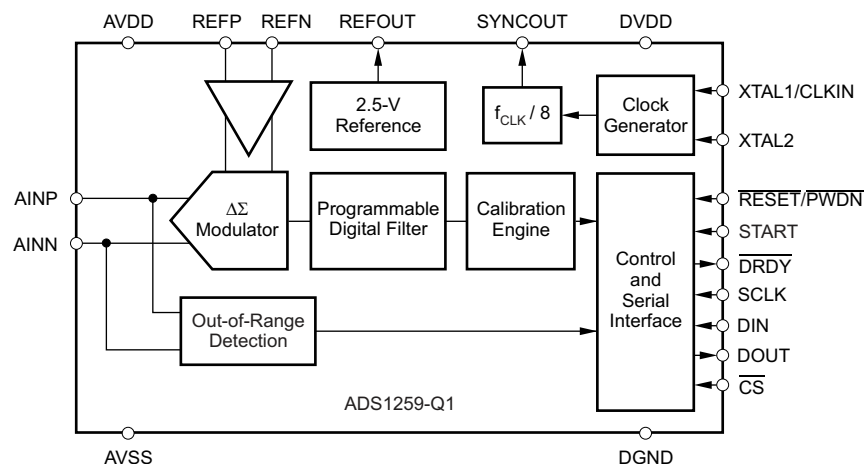 AVDD REFP REFN REFOUT SYNCOUT DVDD
2.5-V
Reference
fCLK / 8
Clock
Generator
XTAL1/CLKIN
XTAL2
AINP
AINN
ΔΣ
Modulator
Programmable
Digital Filter
Calibration
Engine
Control
and
Serial
Interface
RESET/PWDN
START
DRDY
SCLK
DIN
DOUT
CS
Out-of-Range
Detection
ADS1259-Q1
AVSS DGND